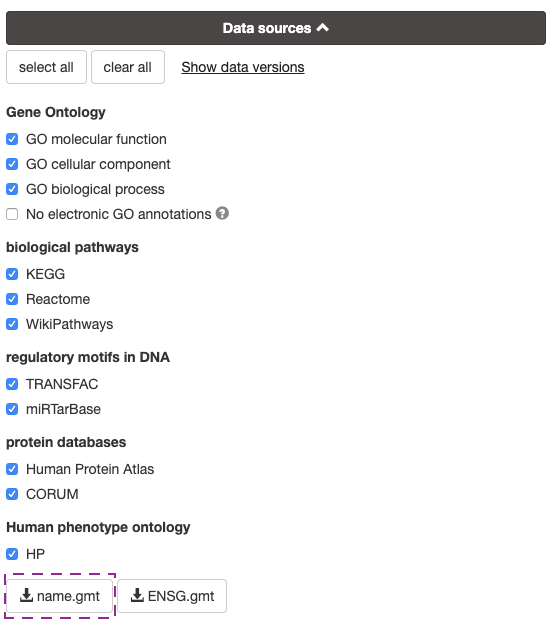 Data sources
select all clear all Show data versions
Gene Ontology
GO molecular function
GO cellular component
GO biological process
No electronic GO annotations ?
biological pathways
KEGG
Reactome
WikiPathways
regulatory motifs in DNA
TRANSFAC
miRTarBase
protein databases
Human Protein Atlas
CORUM
Human phenotype ontology
HP
name.gmt ENSG.gmt